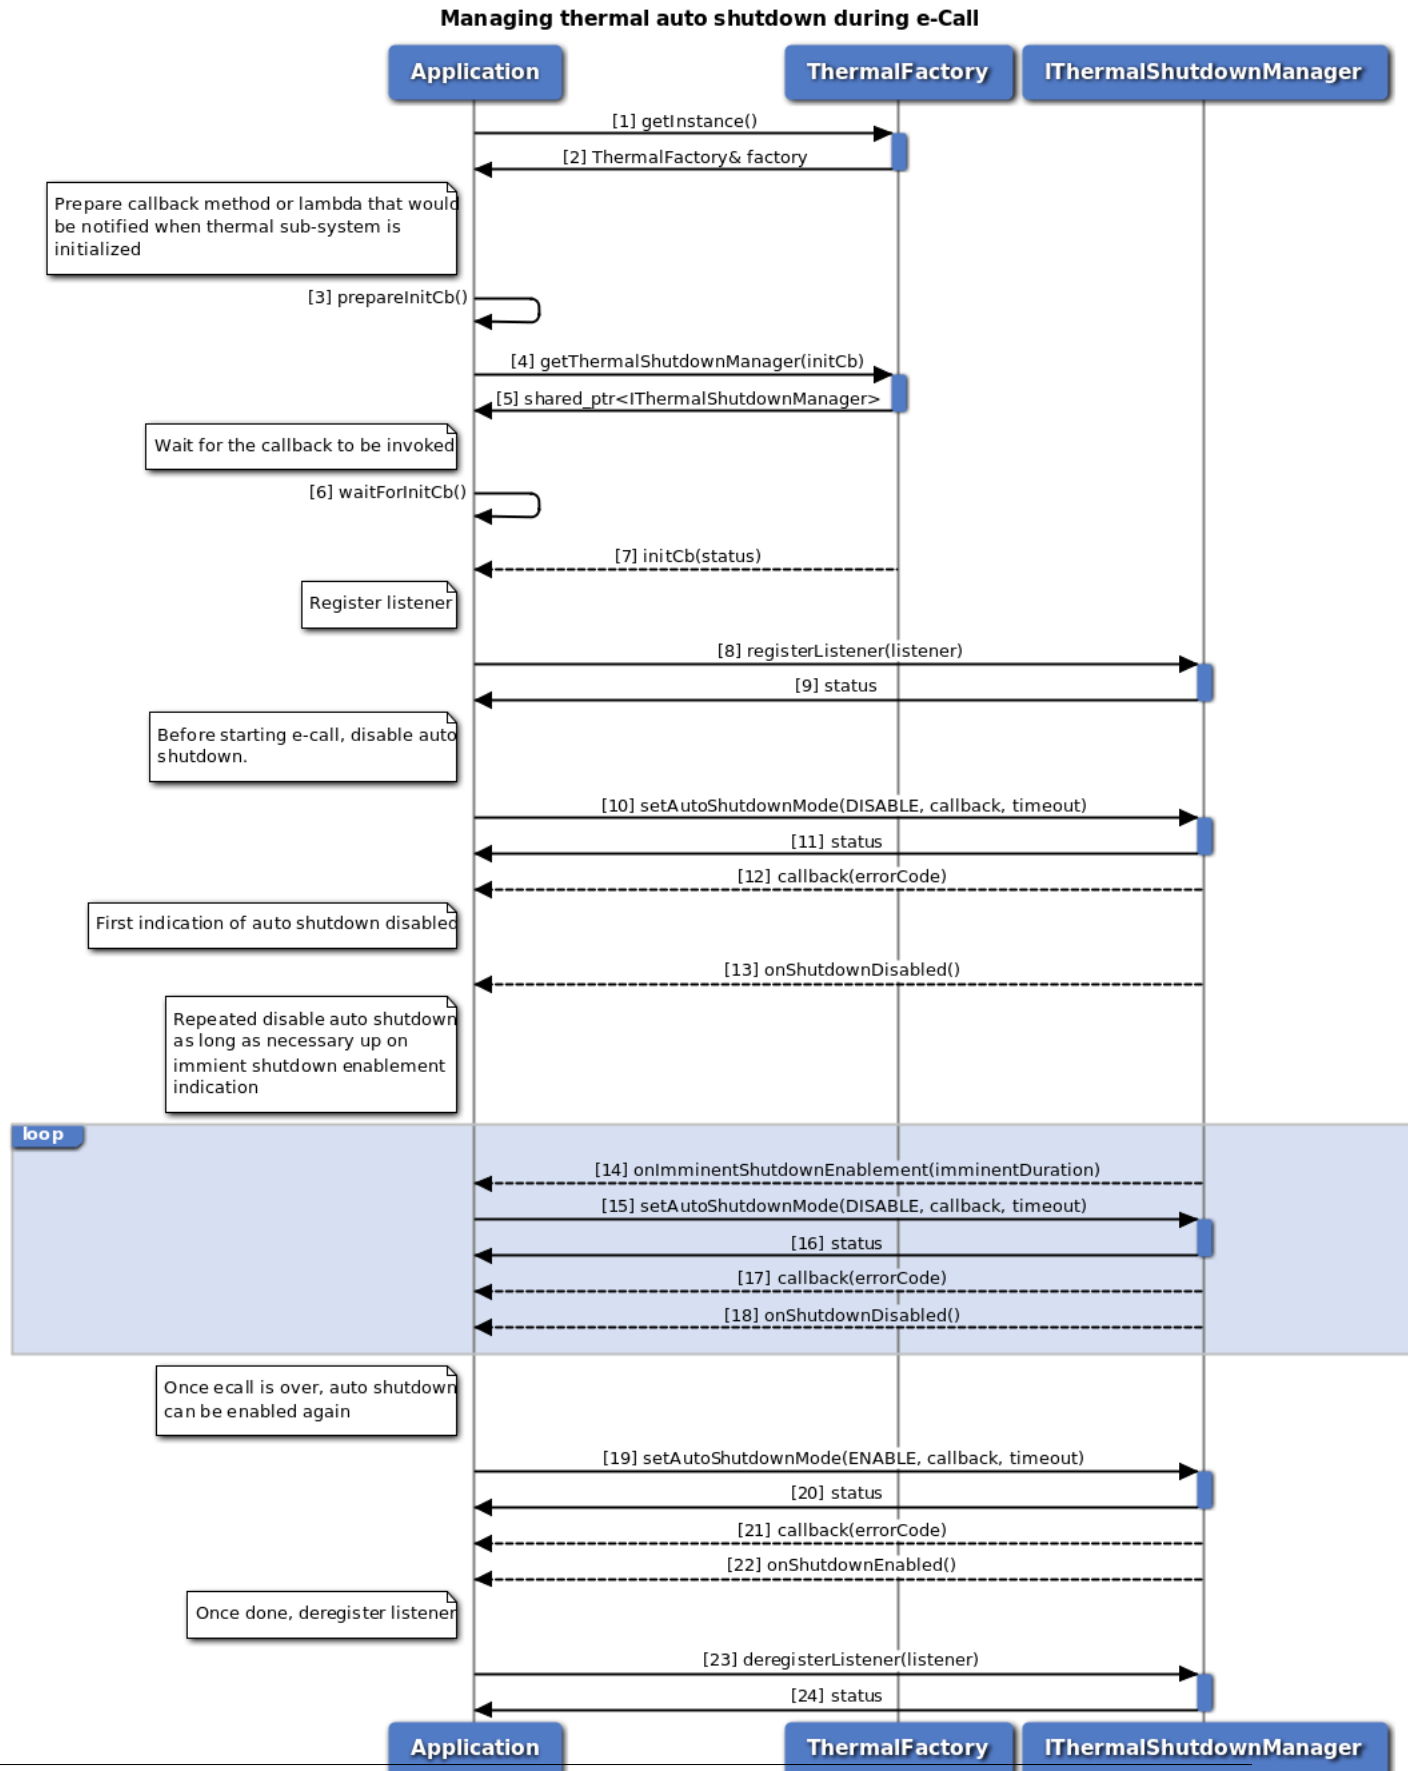 Managing thermal auto shutdown during e-Call
Application
ThermalFactory
IThermalShutdownManager
[1] getInstance()
[2] ThermalFactory& factory
Prepare callback method or lambda that would
be notified when thermal sub-system is
initialized
[3] prepareInitCb()
[4] getThermalShutdownManager(initCb)
[5] shared_ptr<IThermalShutdownManager>
Wait for the callback to be invoked
[6] waitForInitCb()
[7] initCb(status)
Register listener
[8] registerListener(listener)
[9] status
Before starting e-call, disable auto
shutdown.
[10] setAutoShutdownMode(DISABLE, callback, timeout)
[11] status
[12] callback(errorCode)
First indication of auto shutdown disabled
[13] onShutdownDisabled()
Repeated disable auto shutdown
as long as necessary up on
immient shutdown enablement
indication
loop
[14] onImminentShutdownEnablement(imminentDuration)
[15] setAutoShutdownMode(DISABLE, callback, timeout)
[16] status
[17] callback(errorCode)
[18] onShutdownDisabled()
Once ecall is over, auto shutdown
can be enabled again
[19] setAutoShutdownMode(ENABLE, callback, timeout)
[20] status
[21] callback(errorCode)
[22] onShutdownEnabled()
Once done, deregister listener
[23] deregisterListener(listener)
[24] status
Application
ThermalFactory
IThermalShutdownManager